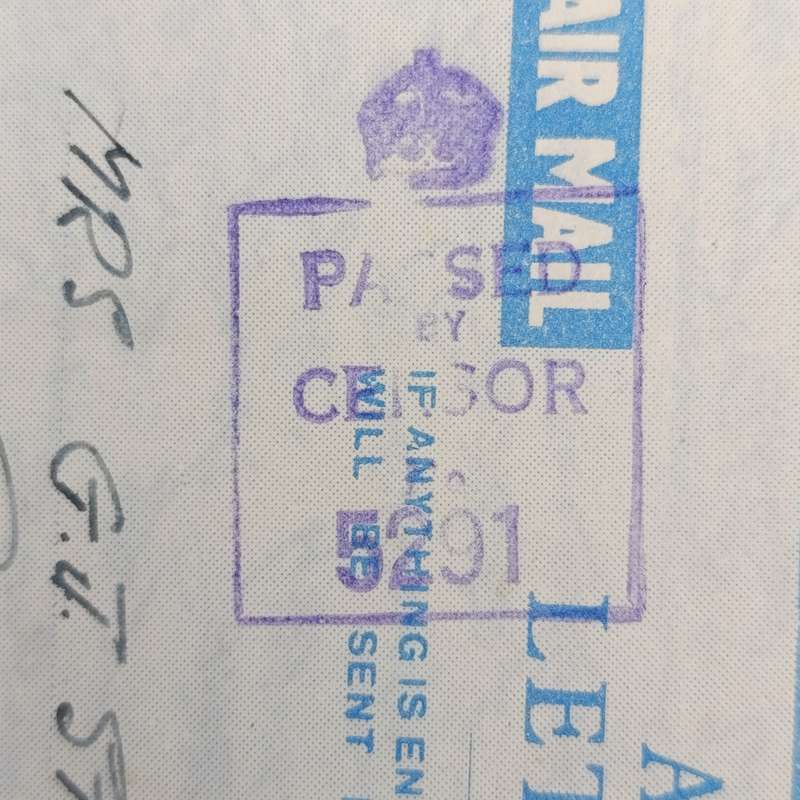 PASSED
BY
CENSOR
5291
AIR MAIL
A
LET
IF ANYTHING IS EN
WILL BE SENT
MRS G.U.